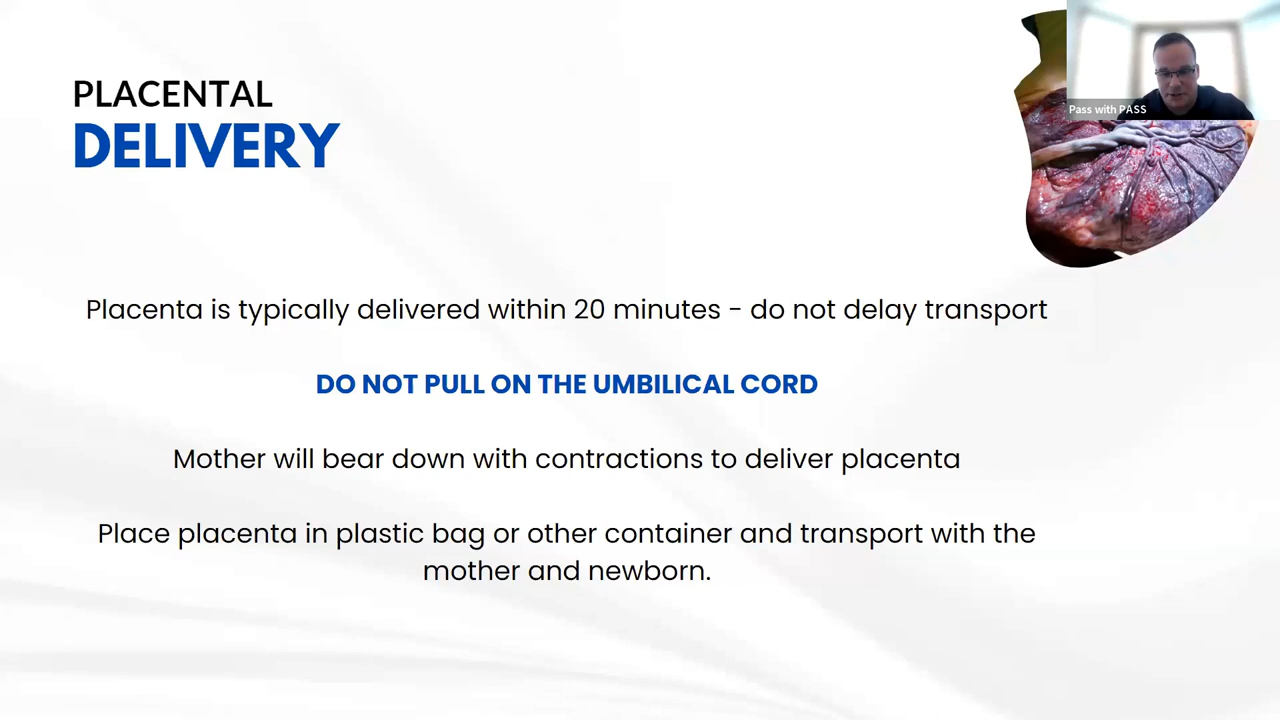 Pass with PASS
PLACENTAL
DELIVERY
Placenta is typically delivered within 20 minutes - do not delay transport
DO NOT PULL ON THE UMBILICAL CORD
Mother will bear down with contractions to deliver placenta
Place placenta in plastic bag or other container and transport with the
mother and newborn.